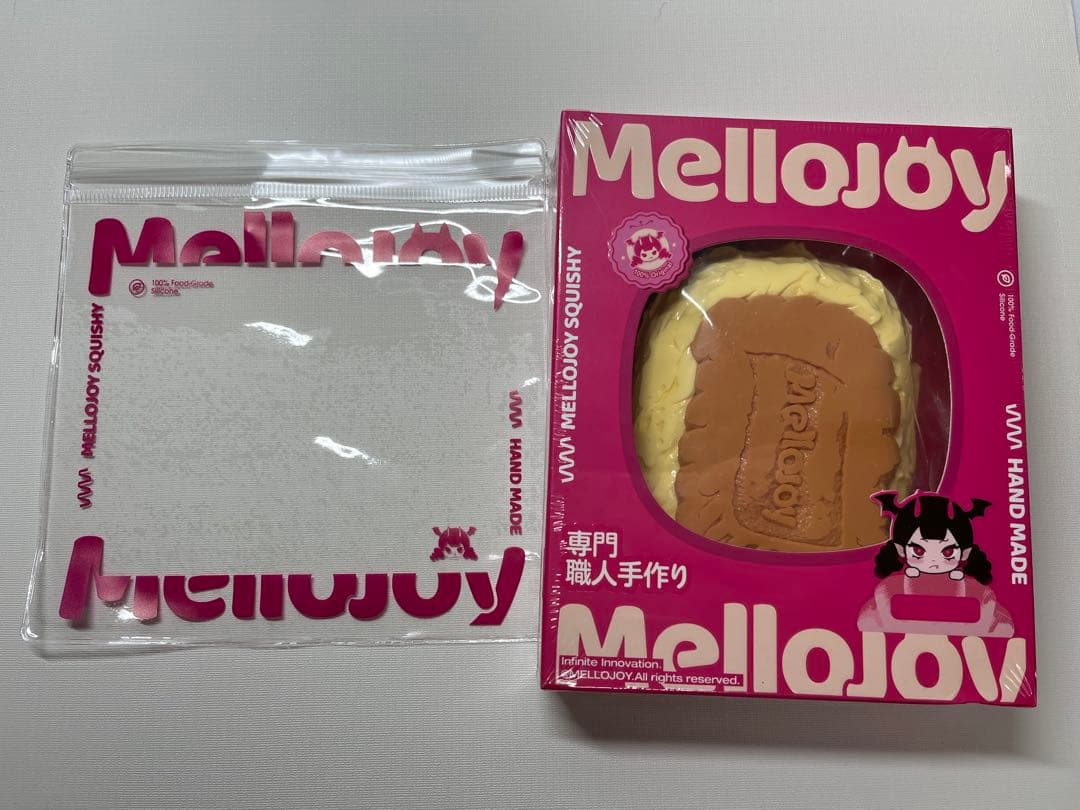 Mellojoy
100% Food-Grade
Silicone.
MELLOJOY SQUISHY
HAND MADE
Mellojoy
Mellojoy
100% Original
MELLOJOY SQUISHY
100% Food-Grade
Silicone
Mellojoy
HAND MADE
専門
職人手作り
Mellojoy
Infinite Innovation.
©MELLOJOY.All rights reserved.